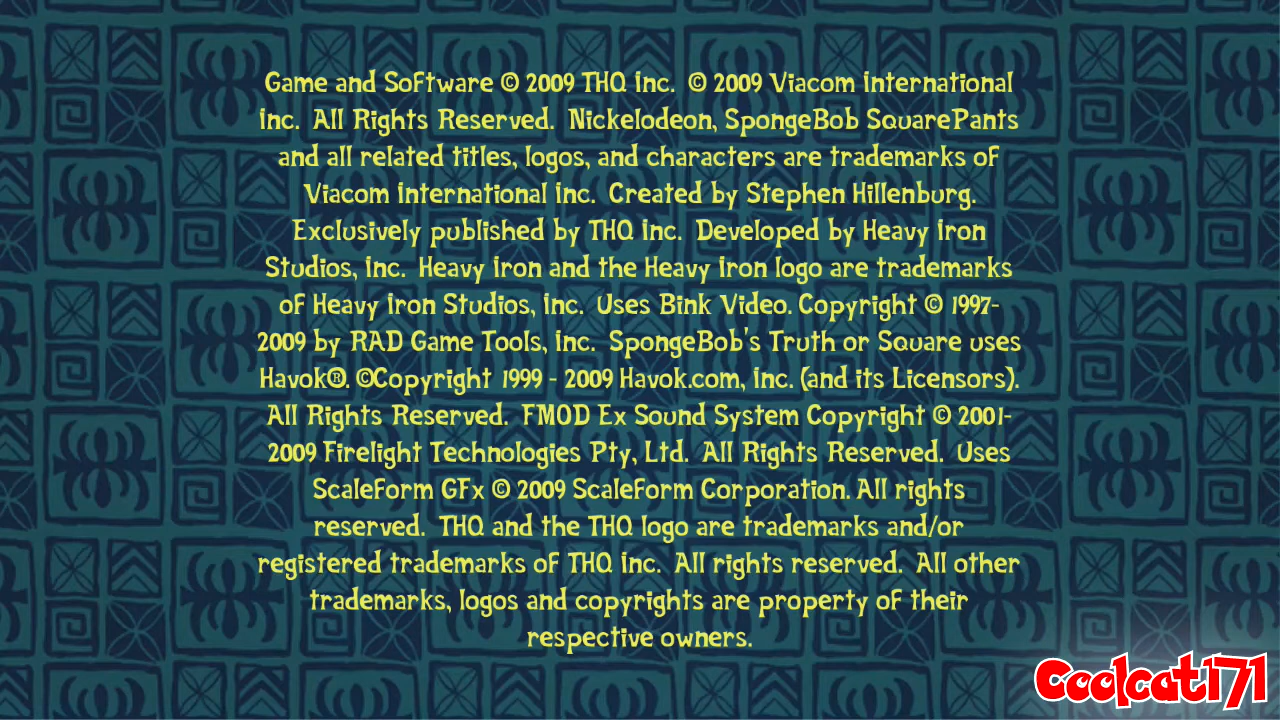 Game and Software © 2009 THQ Inc.  © 2009 Viacom International
Inc.  All Rights Reserved.  Nickelodeon, SpongeBob SquarePants
and all related titles, logos, and characters are trademarks of
Viacom International Inc.  Created by Stephen Hillenburg.
Exclusively published by THQ Inc.  Developed by Heavy Iron
Studios, Inc.  Heavy Iron and the Heavy Iron logo are trademarks
of Heavy Iron Studios, Inc.  Uses Bink Video. Copyright © 1997-
2009 by RAD Game Tools, Inc.  SpongeBob's Truth or Square uses
Havok®. ©Copyright 1999 - 2009 Havok.com, Inc. (and its Licensors).
All Rights Reserved.  FMOD Ex Sound System Copyright © 2001-
2009 Firelight Technologies Pty, Ltd.  All Rights Reserved.  Uses
Scaleform GFx © 2009 Scaleform Corporation. All rights
reserved.  THQ and the THQ logo are trademarks and/or
registered trademarks of THQ Inc.  All rights reserved.  All other
trademarks, logos and copyrights are property of their
respective owners.
Coolcat171